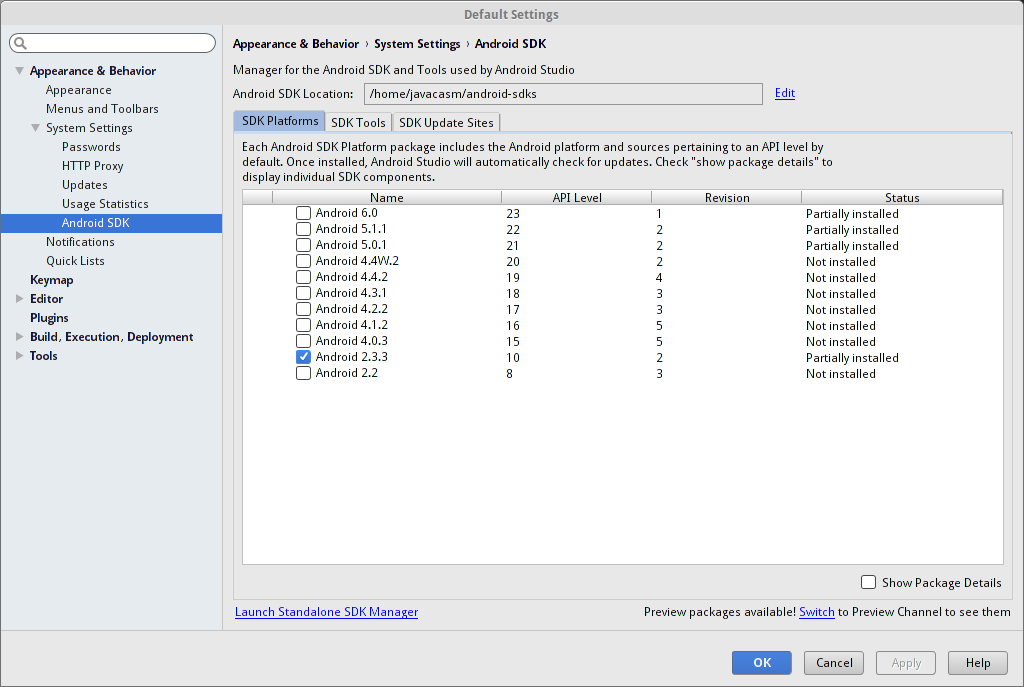 Default Settings
Appearance & Behavior
Appearance
Menus and Toolbars
System Settings
Passwords
HTTP Proxy
Updates
Usage Statistics
Android SDK
Notifications
Quick Lists
Keymap
Editor
Plugins
Build, Execution, Deployment
Tools
Appearance & Behavior › System Settings › Android SDK
Manager for the Android SDK and Tools used by Android Studio
Android SDK Location: /home/javacasm/android-sdks Edit
SDK Platforms SDK Tools SDK Update Sites
Each Android SDK Platform package includes the Android platform and sources pertaining to an API level by
default. Once installed, Android Studio will automatically check for updates. Check "show package details" to
display individual SDK components.
Name API Level Revision Status
Android 6.0 23 1 Partially installed
Android 5.1.1 22 2 Partially installed
Android 5.0.1 21 2 Partially installed
Android 4.4W.2 20 2 Not installed
Android 4.4.2 19 4 Not installed
Android 4.3.1 18 3 Not installed
Android 4.2.2 17 3 Not installed
Android 4.1.2 16 5 Not installed
Android 4.0.3 15 5 Not installed
Android 2.3.3 10 2 Partially installed
Android 2.2 8 3 Not installed
Show Package Details
Launch Standalone SDK Manager Preview packages available! Switch to Preview Channel to see them
OK Cancel Apply Help